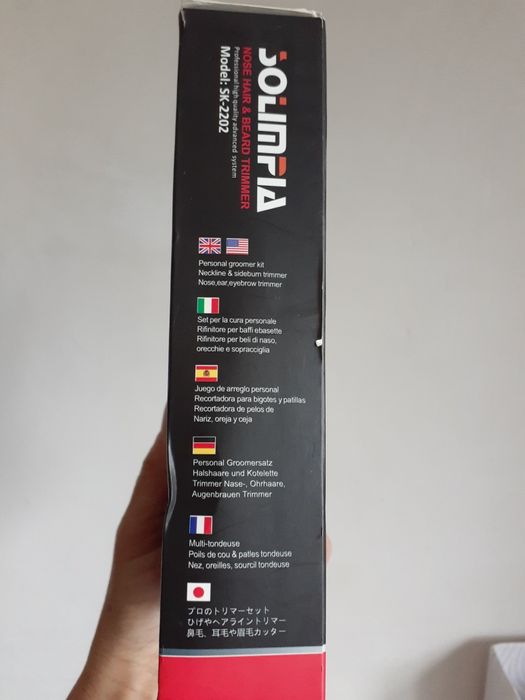 SOLIMPIA
NOSE HAIR & BEARD TRIMMER
Professional high quality advanced system
Model: SK-2202
Personal groomer kit
Neckline & sideburn trimmer
Nose,ear,eyebrow trimmer
Set per la cura personale
Rifinitore per baffi ebasette
Rifinitore per beli di naso,
orecchie e sopracciglia
Juego de arreglo personal
Recortadora para bigotes y patillas
Recortadora de pelos de
Nariz, oreja y ceja
Personal Groomersatz
Halshaare und Kotelette
Trimmer Nase-, Ohrhaare,
Augenbrauen Trimmer
Multi-tondeuse
Poils de cou & pattes tondeuse
Nez, oreilles, sourcil tondeuse
プロのトリマーセット
ひげやヘアライントリマー
鼻毛、耳毛や眉毛カッター